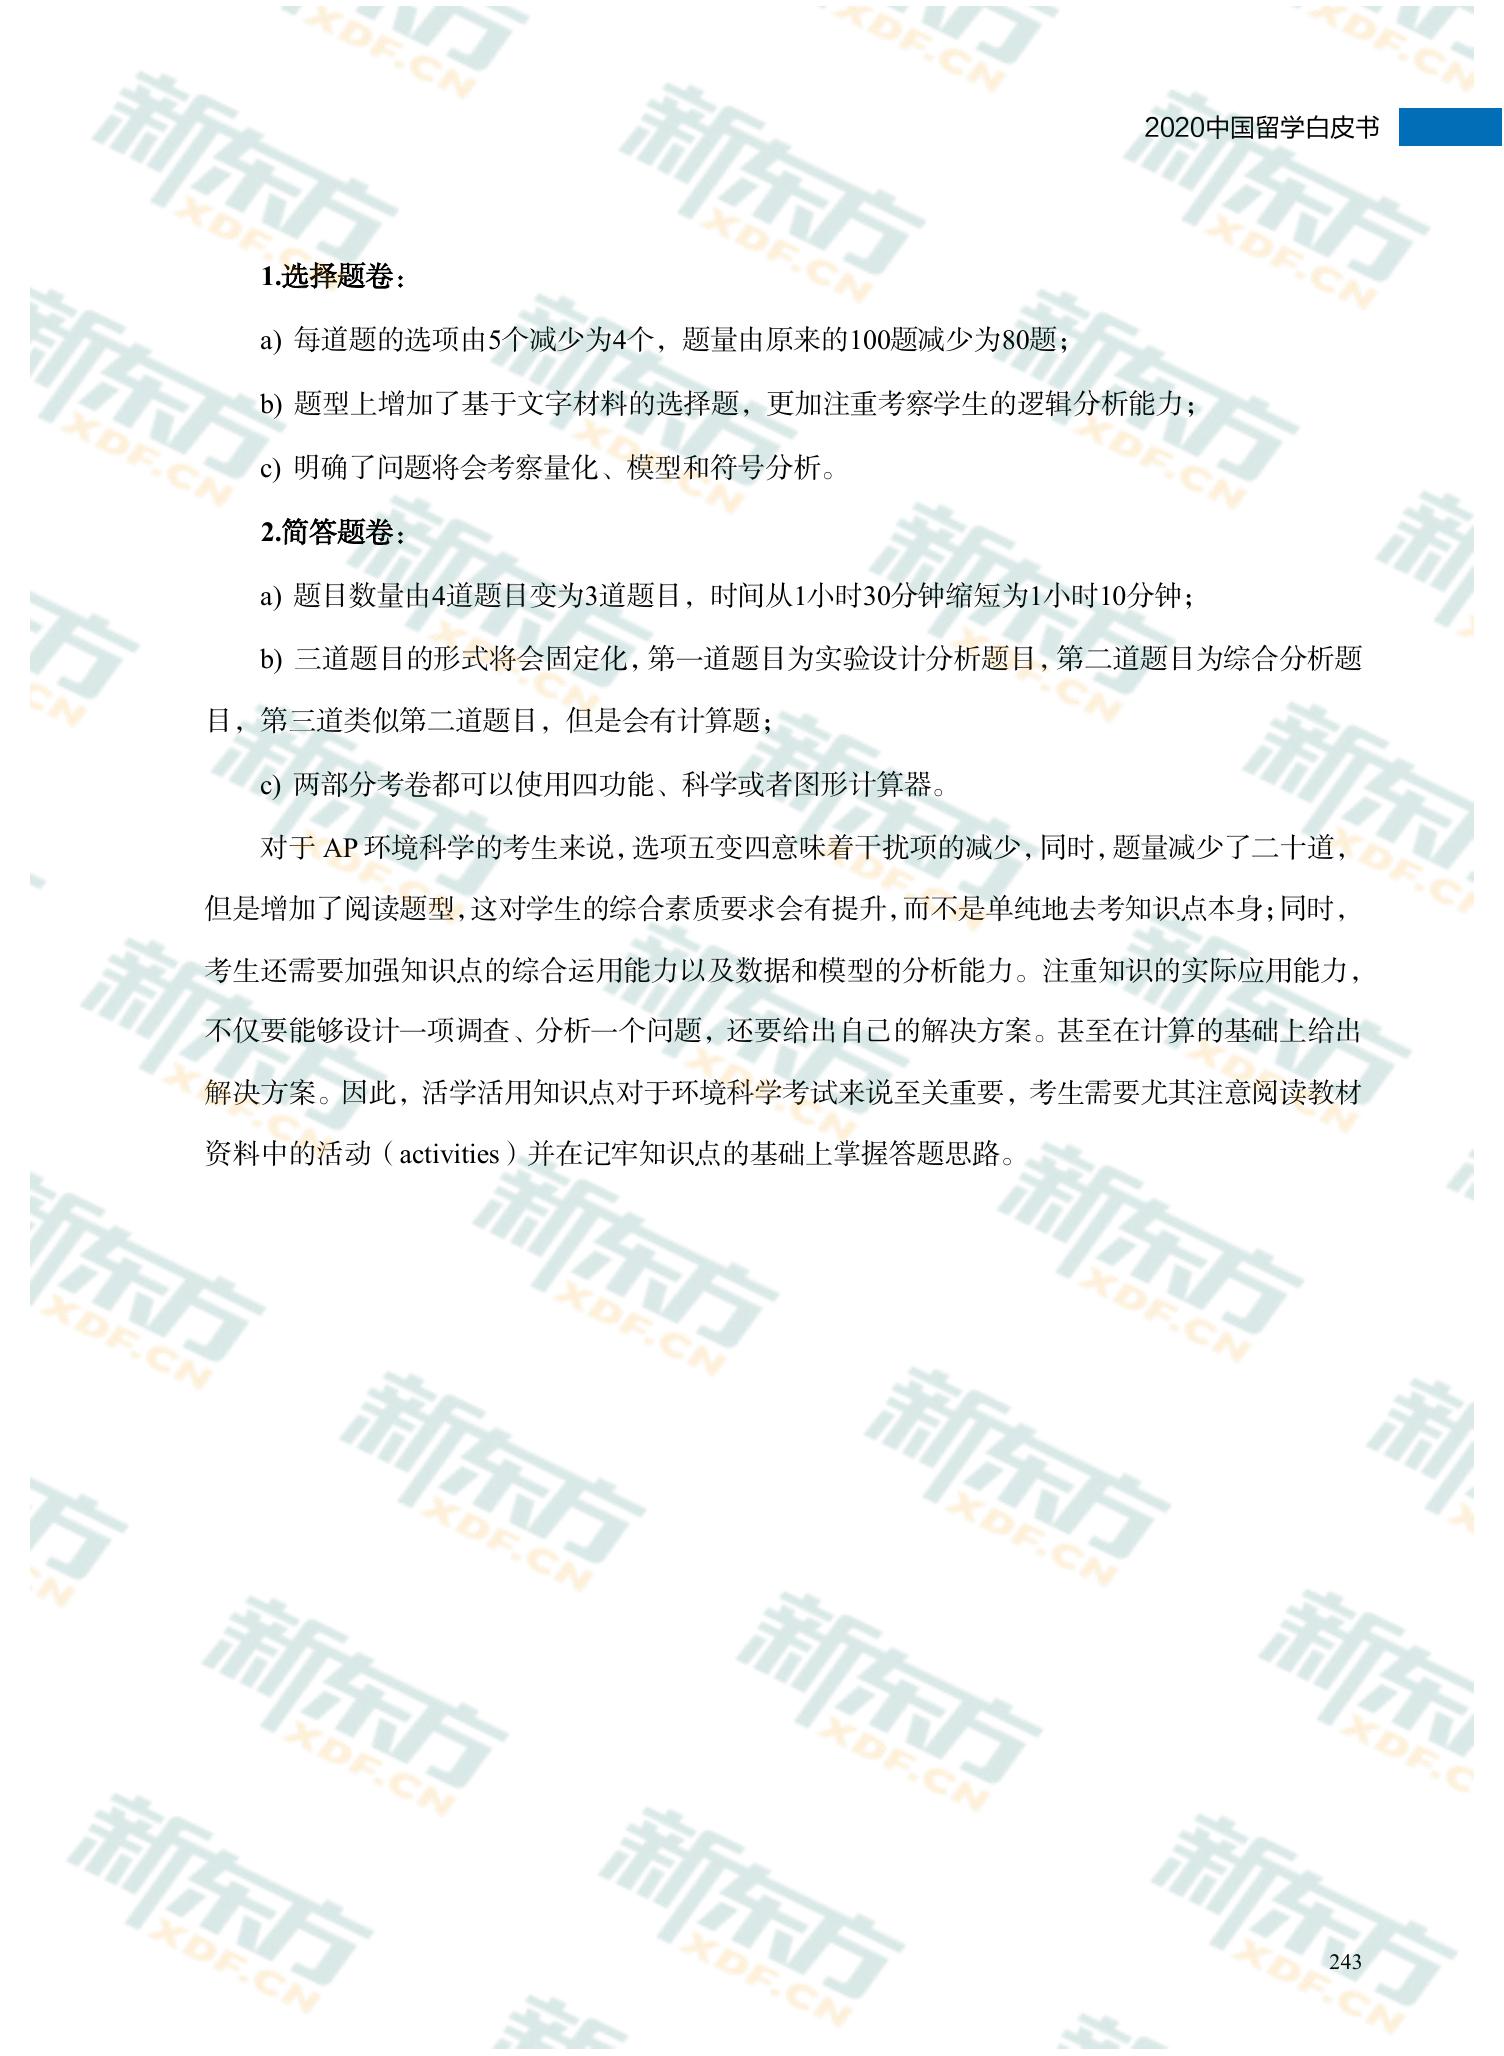 2020中国留学白皮书
1.选择题卷：
a) 每道题的选项由5个减少为4个，题量由原来的100题减少为80题；
b) 题型上增加了基于文字材料的选择题，更加注重考察学生的逻辑分析能力；
c) 明确了问题将会考察量化、模型和符号分析。
2.简答题卷：
a) 题目数量由4道题目变为3道题目，时间从1小时30分钟缩短为1小时10分钟；
b) 三道题目的形式将会固定化，第一道题目为实验设计分析题目，第二道题目为综合分析题
目，第三道类似第二道题目，但是会有计算题；
c) 两部分考卷都可以使用四功能、科学或者图形计算器。
对于 AP 环境科学的考生来说，选项五变四意味着干扰项的减少，同时，题量减少了二十道，
但是增加了阅读题型，这对学生的综合素质要求会有提升，而不是单纯地去考知识点本身；同时，
考生还需要加强知识点的综合运用能力以及数据和模型的分析能力。注重知识的实际应用能力，
不仅要能够设计一项调查、分析一个问题，还要给出自己的解决方案。甚至在计算的基础上给出
解决方案。因此，活学活用知识点对于环境科学考试来说至关重要，考生需要尤其注意阅读教材
资料中的活动（activities）并在记牢知识点的基础上掌握答题思路。
243
新东方
XDF.CN